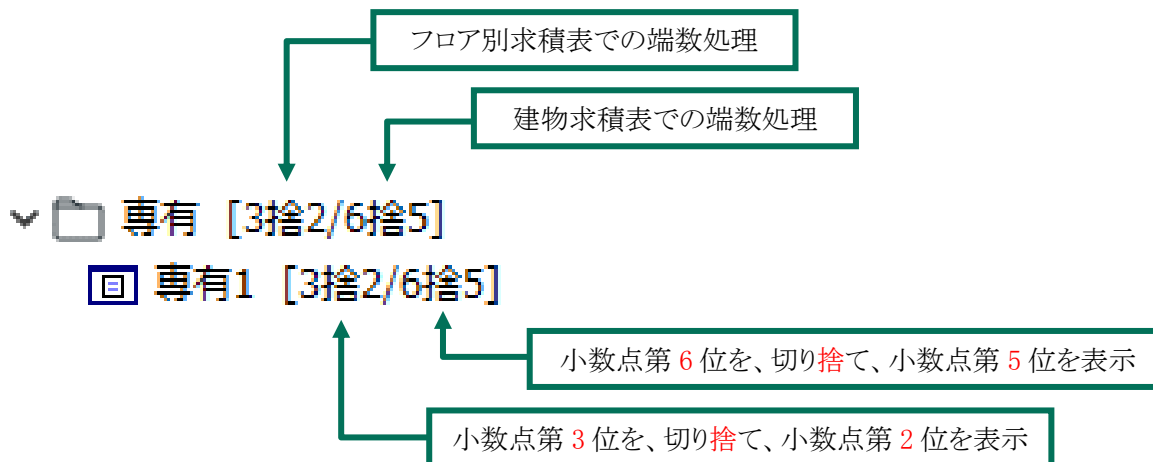 フロア別求積表での端数処理
建物求積表での端数処理
専有 [3捨2/6捨5]
専有1 [3捨2/6捨5]
小数点第 6 位を、切り捨て、小数点第 5 位を表示
小数点第 3 位を、切り捨て、小数点第 2 位を表示